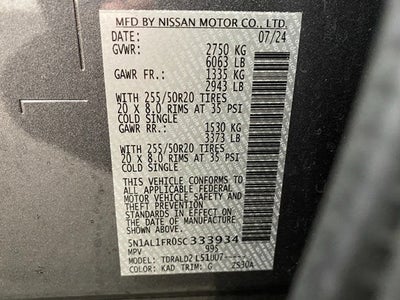 MFD BY NISSAN MOTOR CO., LTD.
DATE: 07/24
GVWR: 2750 KG
6063 LB
GAWR FR.: 1335 KG
2943 LB
WITH 255/50R20 TIRES
20 X 8.0 RIMS AT 35 PSI
COLD SINGLE
GAWR RR.: 1530 KG
3373 LB
WITH 255/50R20 TIRES
20 X 8.0 RIMS AT 35 PSI
COLD SINGLE
THIS VEHICLE CONFORMS TO ALL
APPLICABLE FEDERAL
MOTOR VEHICLE SAFETY AND
THEFT PREVENTION
STANDARDS IN EFFECT ON THE
DATE OF MANUFACTURE
SHOWN ABOVE.
5N1AL1FR0SC333934
MPV 995
MODEL:
COLOR: KAD TRIM: G